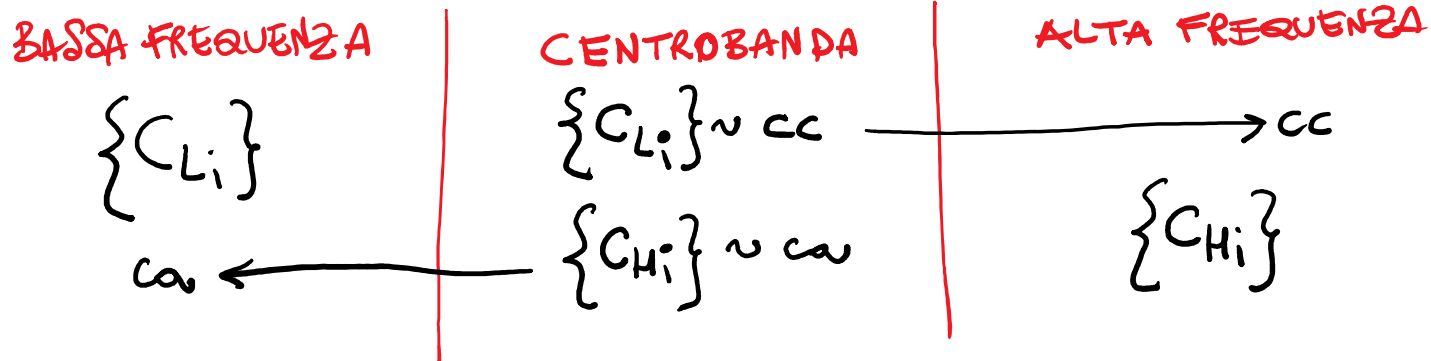 BASSA FREQUENZA
{C_Li}
ca
CENTROBANDA
{C_Li} ~ cc
{C_Hi} ~ ca
ALTA FREQUENZA
cc
{C_Hi}